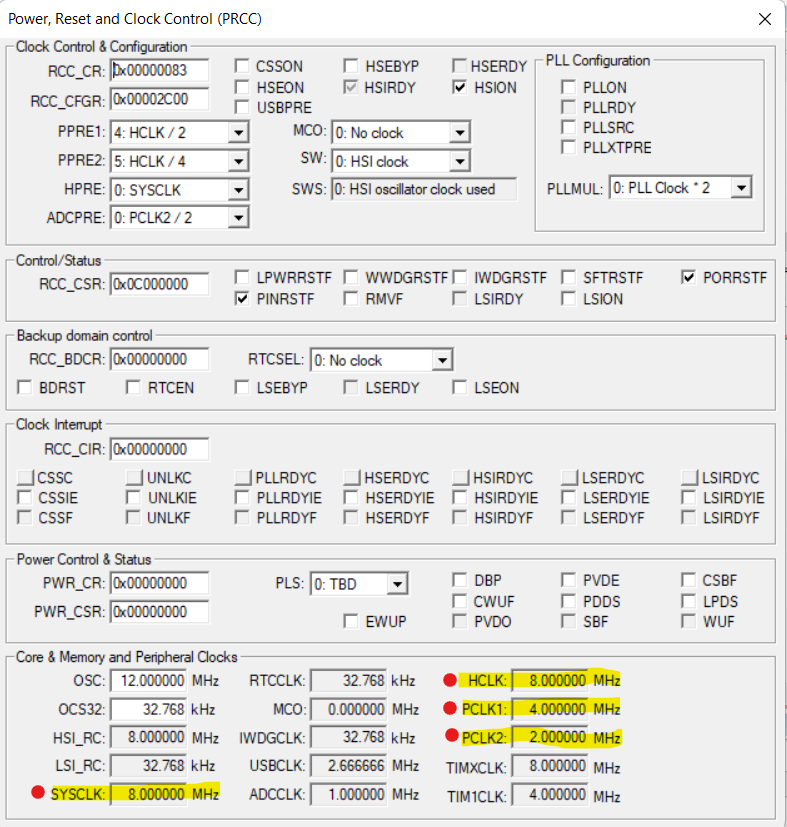 Power, Reset and Clock Control (PRCC)
Clock Control & Configuration
RCC_CR: 0x00000083 CSSON HSEBYP HSERDY
HSEON HSIRDY HSION
RCC_CFGR: 0x00002C00 USBPRE
PPRE1: 4: HCLK / 2 MCO: 0: No clock
PPRE2: 5: HCLK / 4 SW: 0: HSI clock
HPRE: 0: SYSCLK SWS: 0: HSI oscillator clock used
ADCPRE: 0: PCLK2 / 2
PLL Configuration
PLLON
PLLRDY
PLLSRC
PLLXTPRE
PLLMUL: 0: PLL Clock * 2
Control/Status
RCC_CSR: 0x0C000000 LPWRRSTF WWDGRSTF IWDGRSTF SFTRSTF PORRSTF
PINRSTF RMVF LSIRDY LSION
Backup domain control
RCC_BDCR: 0x00000000 RTCSEL: 0: No clock
BDRST RTCEN LSEBYP LSERDY LSEON
Clock Interrupt
RCC_CIR: 0x00000000
CSSC UNLKC PLLRDYC HSERDYC HSIRDYC LSERDYC LSIRDYC
CSSIE UNLKIE PLLRDYIE HSERDYIE HSIRDYIE LSERDYIE LSIRDYIE
CSSF UNLKF PLLRDYF HSERDYF HSIRDYF LSERDYF LSIRDYF
Power Control & Status
PWR_CR: 0x00000000 PLS: 0: TBD DBP PVDE CSBF
CWUF PDDS LPDS
PWR_CSR: 0x00000000 EWUP PVDO SBF WUF
Core & Memory and Peripheral Clocks
OSC: 12.000000 MHz RTCCLK: 32.768 kHz HCLK: 8.000000 MHz
OCS32: 32.768 kHz MCO: 0.000000 MHz PCLK1: 4.000000 MHz
HSI_RC: 8.000000 MHz IWDGCLK: 32.768 kHz PCLK2: 2.000000 MHz
LSI_RC: 32.768 kHz USBCLK: 2.666666 MHz TIMXCLK: 8.000000 MHz
SYSCLK: 8.000000 MHz ADCCLK: 1.000000 MHz TIM1CLK: 4.000000 MHz